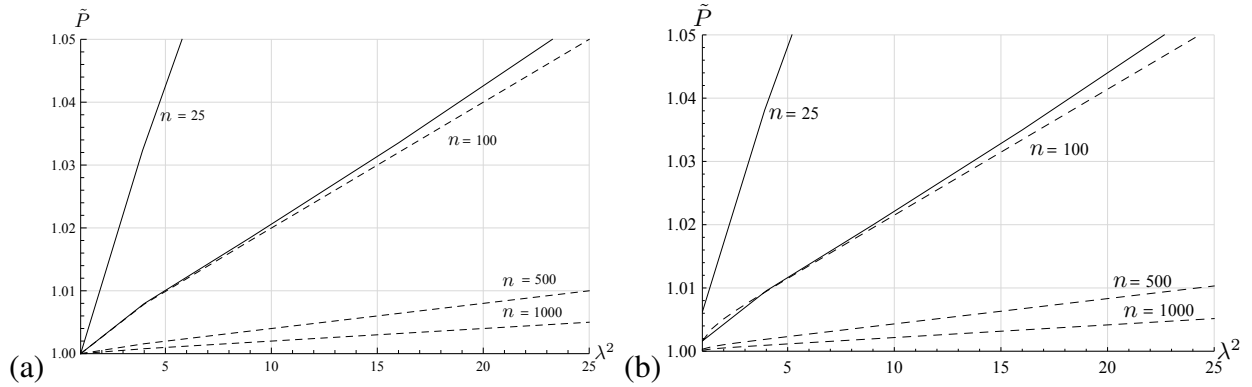 P̃
1.05
1.04
1.03
1.02
1.01
1.00
n = 25
n = 100
n = 500
n = 1000
5 10 15 20 25
λ²
(a)
P̃
1.05
1.04
1.03
1.02
1.01
1.00
n = 25
n = 100
n = 500
n = 1000
5 10 15 20 25
λ²
(b)